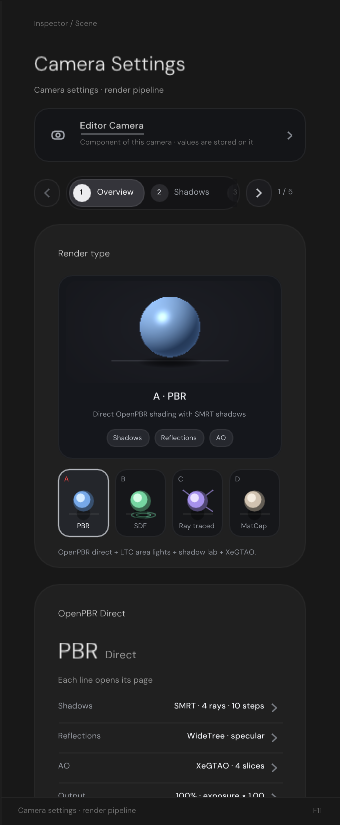 Inspector / Scene
Camera Settings
Camera settings · render pipeline
Editor Camera
Component of this camera · values are stored on it
1 Overview 2 Shadows 3
1 / 5
Render type
A · PBR
Direct OpenPBR shading with SMRT shadows
Shadows Reflections AO
A B C D
PBR SDF Ray traced MatCap
OpenPBR direct + LTC area lights + shadow lab + XeGTAO.
OpenPBR Direct
PBR Direct
Each line opens its page
Shadows SMRT · 4 rays · 10 steps
Reflections WideTree · specular
AO XeGTAO · 4 slices
Output 100% · exposure × 1.00
Camera settings · render pipeline